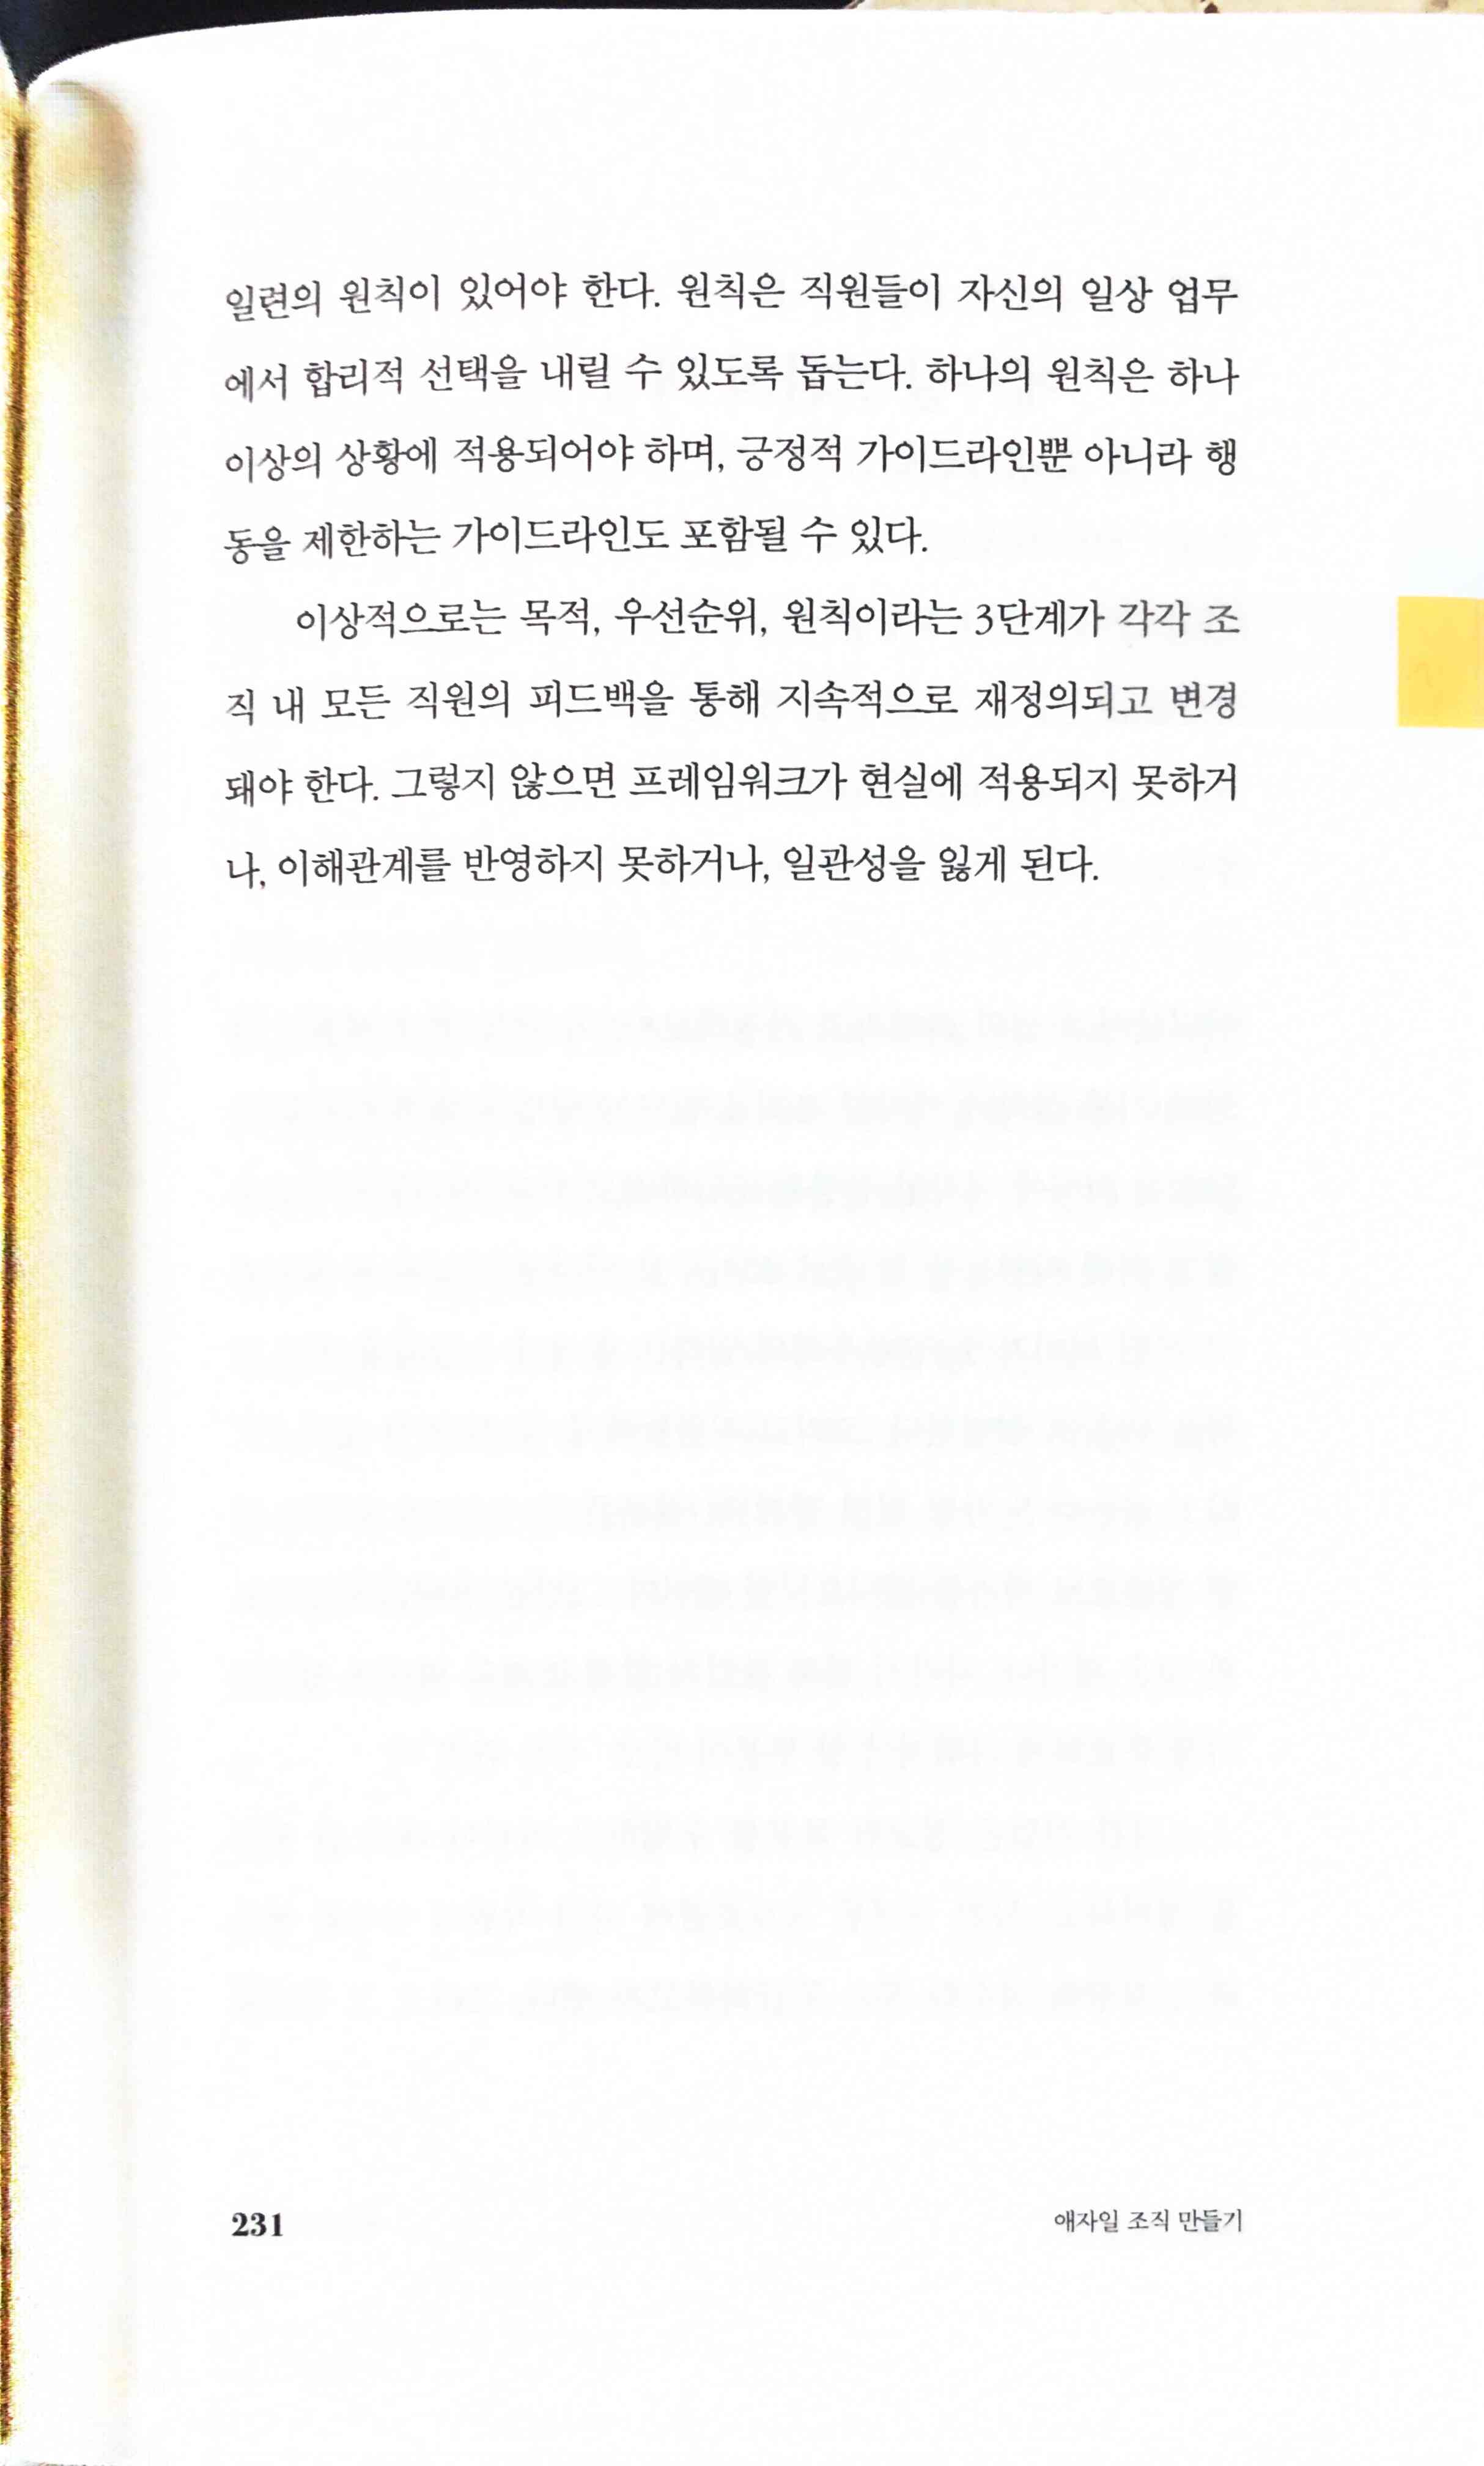 일련의 원칙이 있어야 한다. 원칙은 직원들이 자신의 일상 업무
에서 합리적 선택을 내릴 수 있도록 돕는다. 하나의 원칙은 하나
이상의 상황에 적용되어야 하며, 긍정적 가이드라인뿐 아니라 행
동을 제한하는 가이드라인도 포함될 수 있다.
이상적으로는 목적, 우선순위, 원칙이라는 3단계가 각각 조
직 내 모든 직원의 피드백을 통해 지속적으로 재정의되고 변경
돼야 한다. 그렇지 않으면 프레임워크가 현실에 적용되지 못하거
나, 이해관계를 반영하지 못하거나, 일관성을 잃게 된다.
231
애자일 조직 만들기